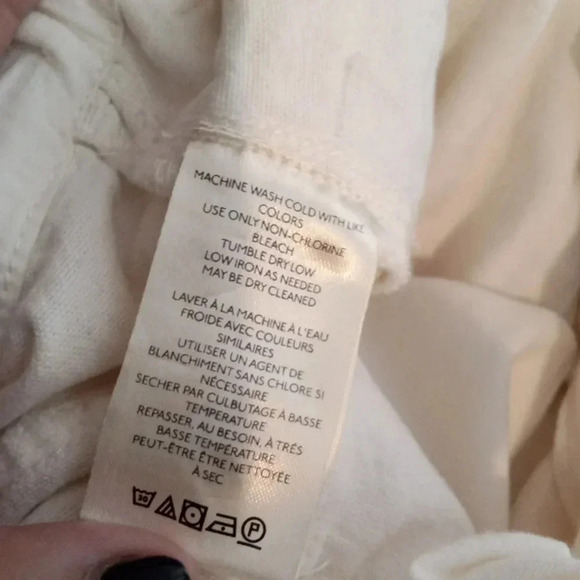 MACHINE WASH COLD WITH LIKE
COLORS
USE ONLY NON-CHLORINE
BLEACH
TUMBLE DRY LOW
LOW IRON AS NEEDED
MAY BE DRY CLEANED
LAVER À LA MACHINE À L'EAU
FROIDE AVEC COULEURS
SIMILAIRES
UTILISER UN AGENT DE
BLANCHIMENT SANS CHLORE SI
NÉCESSAIRE
SECHER PAR CULBUTAGE À BASSE
TEMPERATURE
REPASSER, AU BESOIN, À TRÉS
BASSE TEMPÉRATURE
PEUT-ÊTRE ÊTRE NETTOYÉE
À SEC
30 P